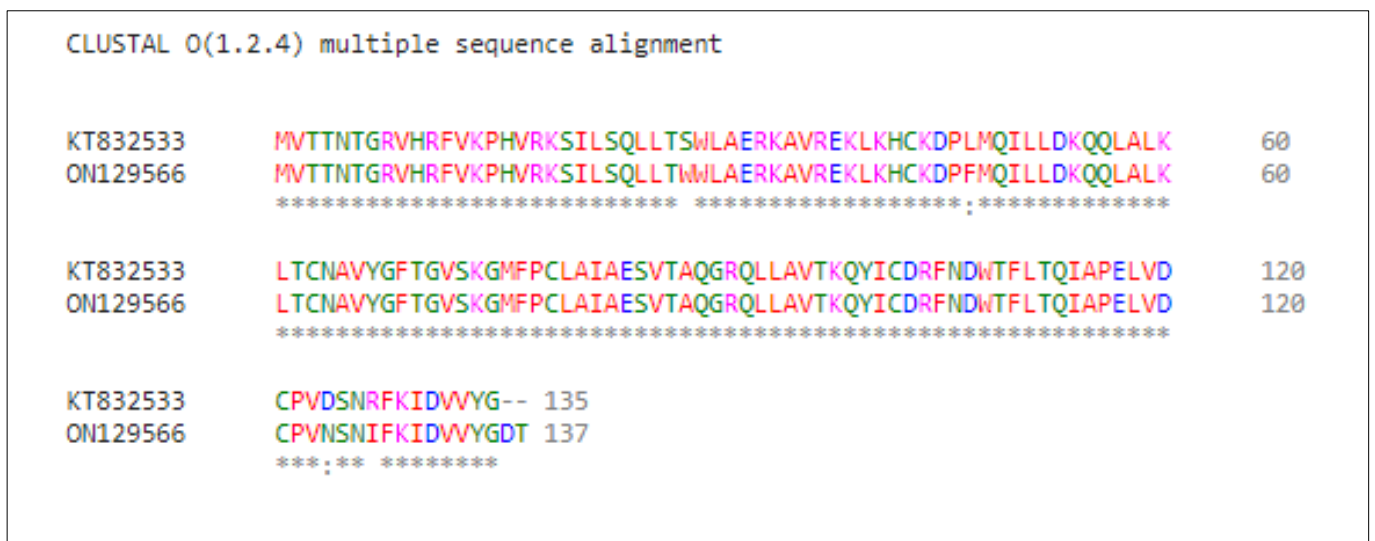 CLUSTAL O(1.2.4) multiple sequence alignment
KT832533 MVTTNTGRVHRFVKPHVRKSILSQLLTSWLAERKAVREKLKHCKDPLMQILLDKQQLALK 60
ON129566 MVTTNTGRVHRFVKPHVRKSILSQLLTWWLAERKAVREKLKHCKDPFMQILLDKQQLALK 60
*************************** ******************:*************
KT832533 LTCNAVYGFTGVSKGMFPCLAIAESVTAQGRQLLAVTKQYICDRFNDWTFLTQIAPELVD 120
ON129566 LTCNAVYGFTGVSKGMFPCLAIAESVTAQGRQLLAVTKQYICDRFNDWTFLTQIAPELVD 120
************************************************************
KT832533 CPVDSNRFKIDVVYG-- 135
ON129566 CPVNSNIFKIDVVYGDT 137
***:** ********